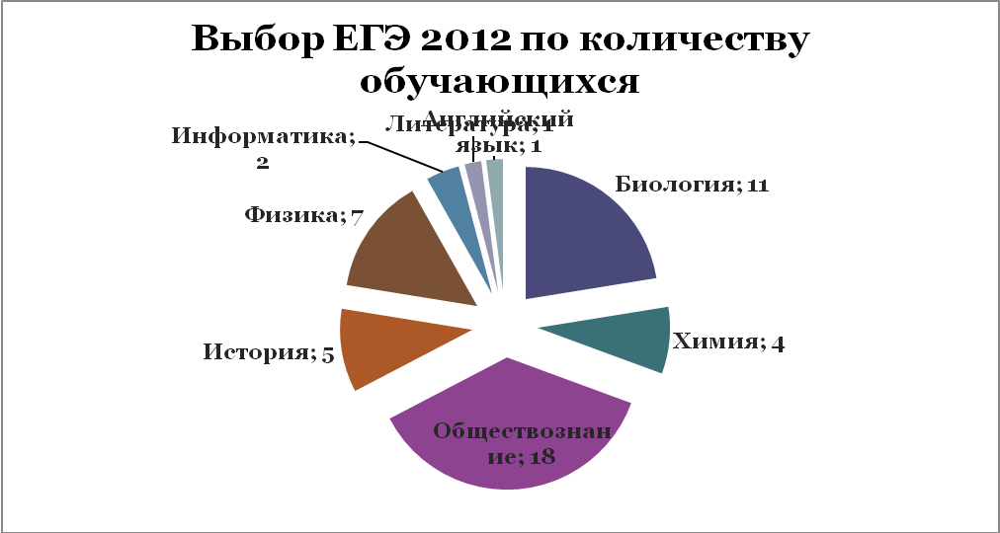 Выбор ЕГЭ 2012 по количеству
обучающихся
Английский
язык; 1
Литература; 1
Информатика;
2
Биология; 11
Физика; 7
Химия; 4
История; 5
Обществознан
ие; 18